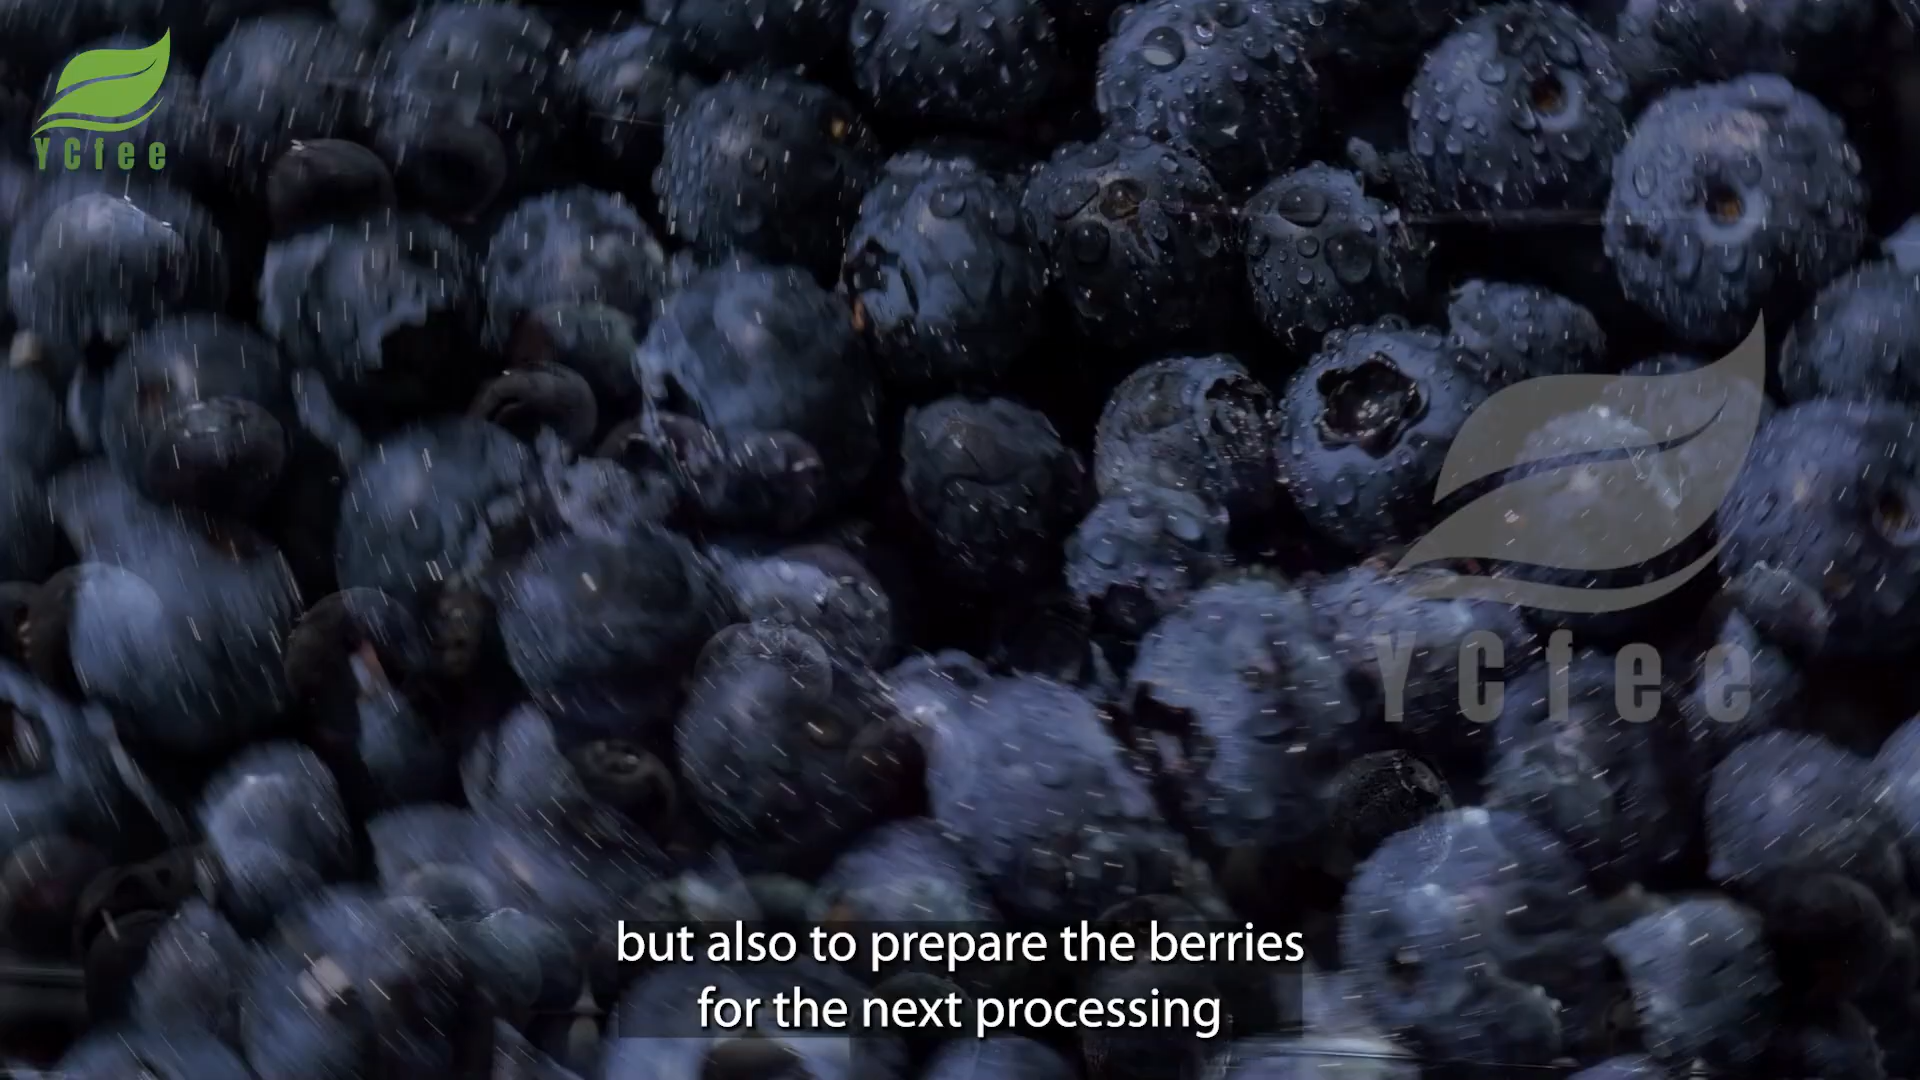 YCfee
YCfee
but also to prepare the berries
for the next processing